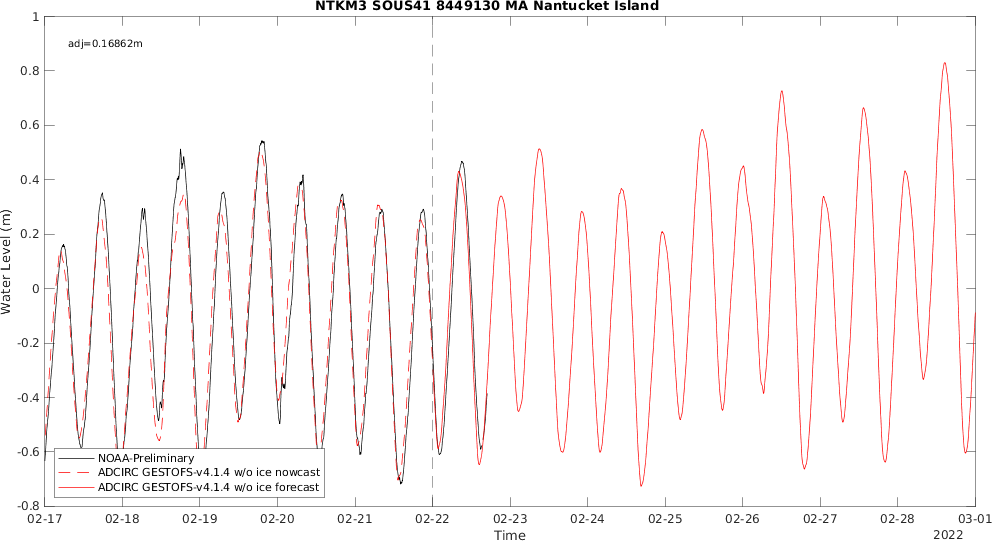 NTKM3 SOUS41 8449130 MA Nantucket Island
adj=0.16862m
1
0.8
0.6
0.4
0.2
0
-0.2
-0.4
-0.6
-0.8
Water Level (m)
NOAA-Preliminary
ADCIRC GESTOFS-v4.1.4 w/o ice nowcast
ADCIRC GESTOFS-v4.1.4 w/o ice forecast
02-17 02-18 02-19 02-20 02-21 02-22 02-23 02-24 02-25 02-26 02-27 02-28 03-01
Time
2022